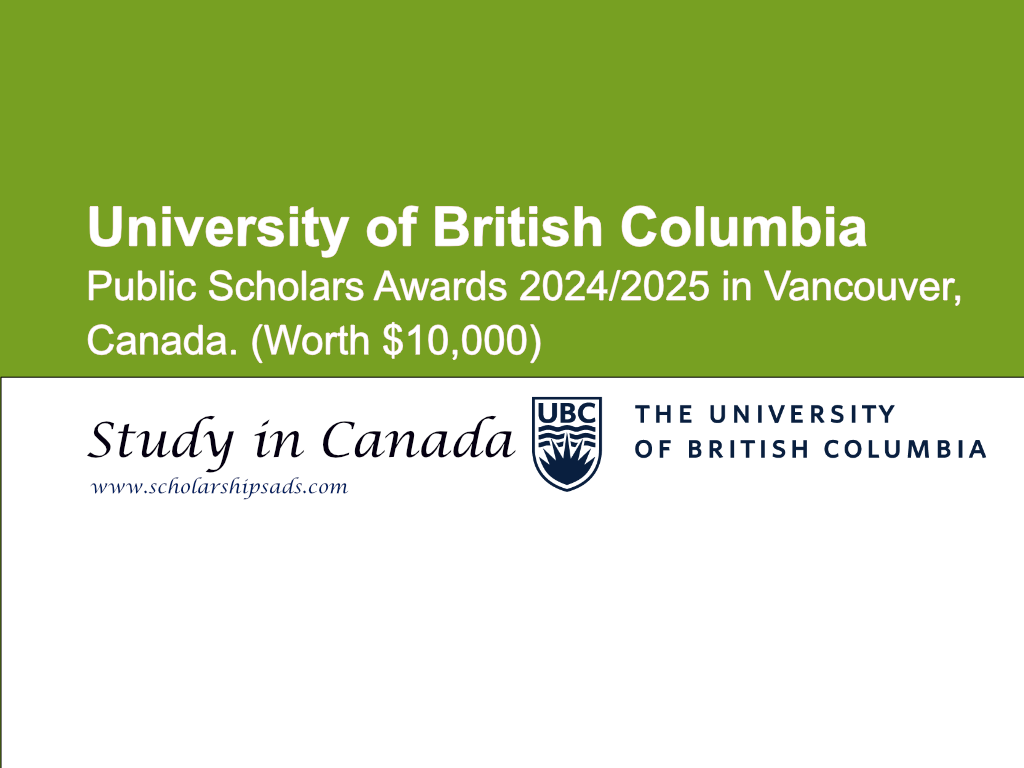 University of British Columbia
Public Scholars Awards 2024/2025 in Vancouver,
Canada. (Worth $10,000)
Study in Canada
www.scholarshipsads.com
UBC
THE UNIVERSITY
OF BRITISH COLUMBIA